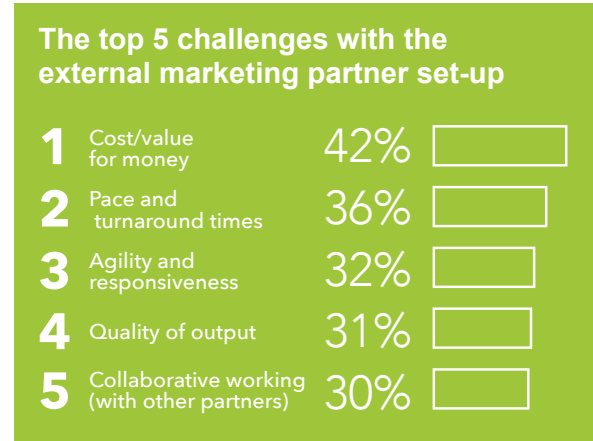 The top 5 challenges with the
external marketing partner set-up
1 Cost/value
for money 42%
2 Pace and
turnaround times 36%
3 Agility and
responsiveness 32%
4 Quality of output 31%
5 Collaborative working
(with other partners) 30%